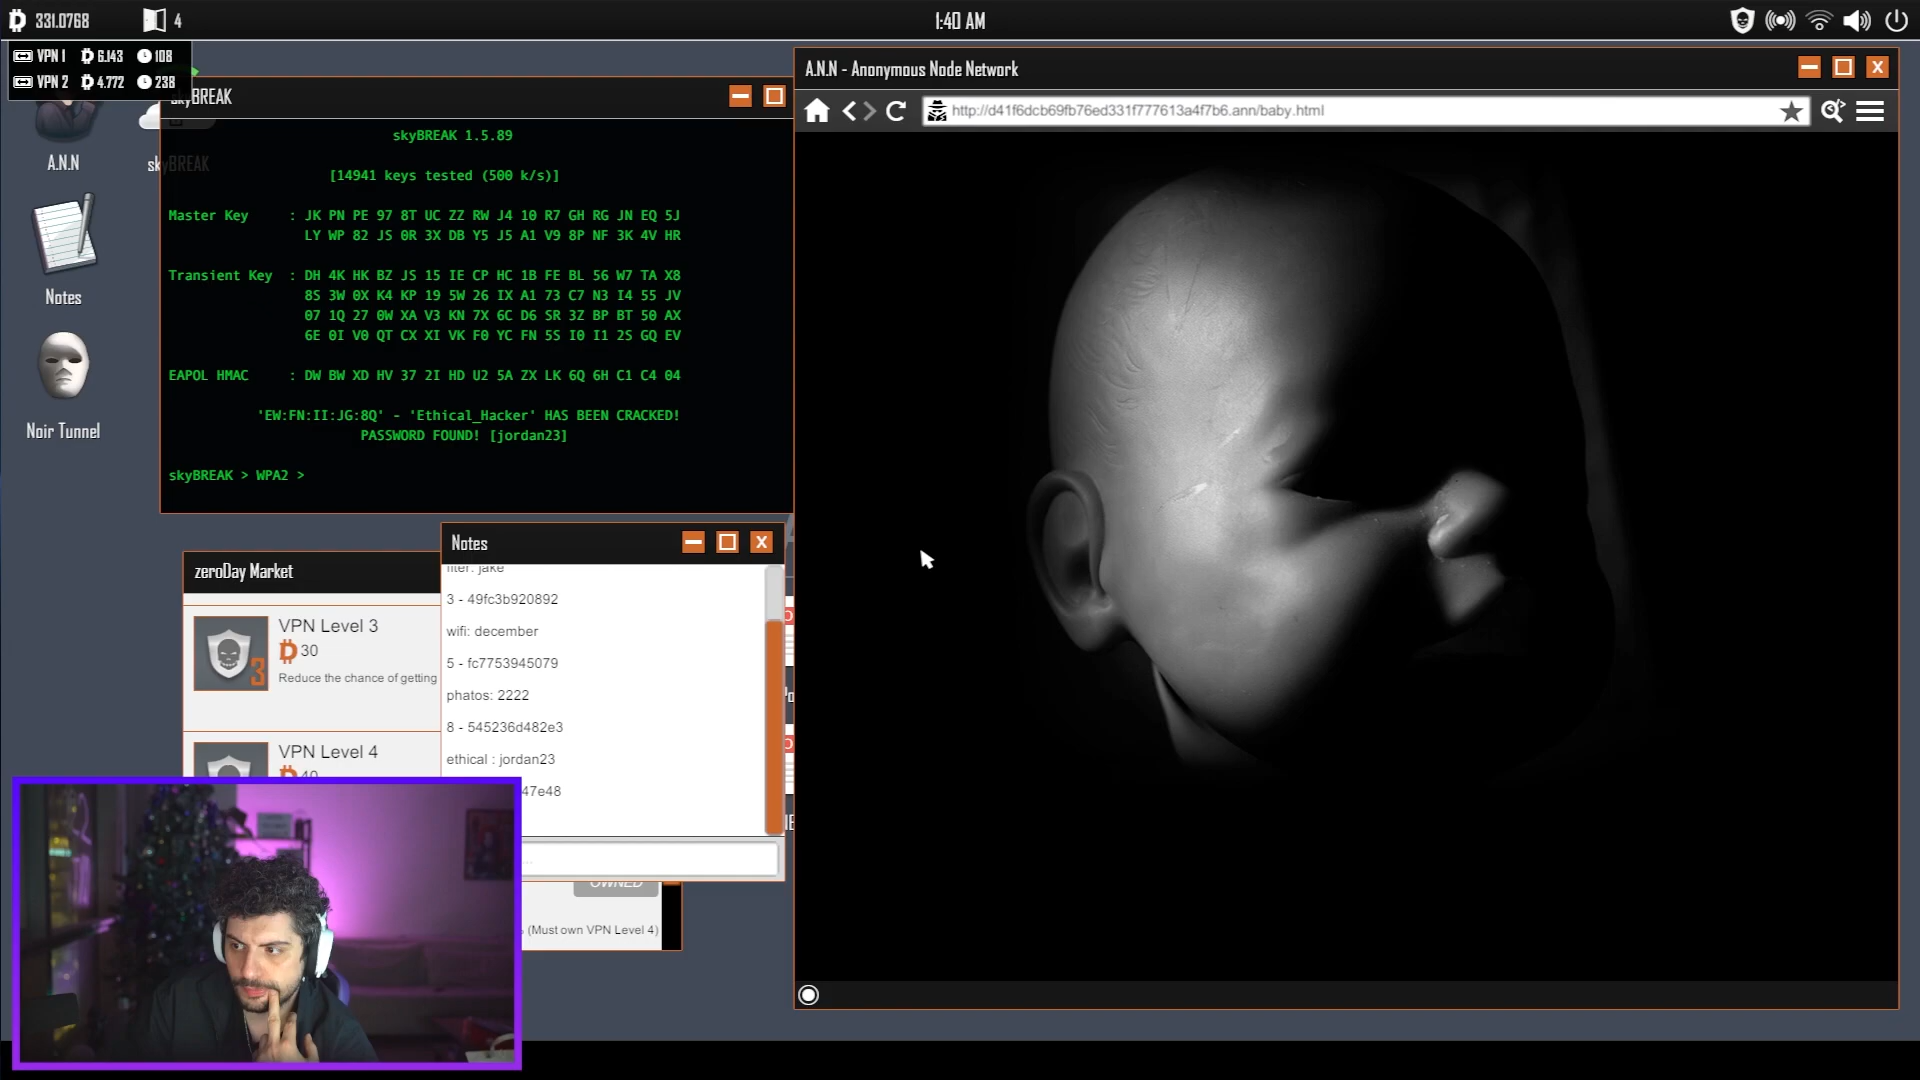 331.0768
4
1:40 AM
VPN 1 6.143 108
VPN 2 4.772 238
A.N.N
skyBREAK
Notes
Noir Tunnel
skyBREAK
skyBREAK 1.5.89
[14941 keys tested (500 k/s)]
Master Key : JK PN PE 97 8T UC ZZ RW J4 10 R7 GH RG JN EQ 5J
LY WP 82 JS 0R 3X DB Y5 J5 A1 V9 8P NF 3K 4V HR
Transient Key : DH 4K HK BZ JS 15 IE CP HC 1B FE BL 56 W7 TA X8
8S 3W 0X K4 KP 19 5W 26 IX A1 73 C7 N3 I4 55 JV
07 1Q 27 0W XA V3 KN 7X 6C D6 SR 3Z BP BT 50 AX
6E 0I V0 QT CX XI VK F0 YC FN 5S I0 I1 2S GQ EV
EAPOL HMAC : DW BW XD HV 37 2I HD U2 5A ZX LK 6Q 6H C1 C4 04
'EW:FN:II:JG:8Q' - 'Ethical_Hacker' HAS BEEN CRACKED!
PASSWORD FOUND! [jordan23]
skyBREAK > WPA2 >
zeroDay Market
VPN Level 3
30
3
Reduce the chance of getting
VPN Level 4
40
OWNED
(Must own VPN Level 4)
Notes
jake
3 - 49fc3b920892
wifi: december
5 - fc7753945079
phatos: 2222
8 - 545236d482e3
ethical : jordan23
47e48
A.N.N - Anonymous Node Network
http://d41f6dcb69fb76ed331f777613a4f7b6.ann/baby.html